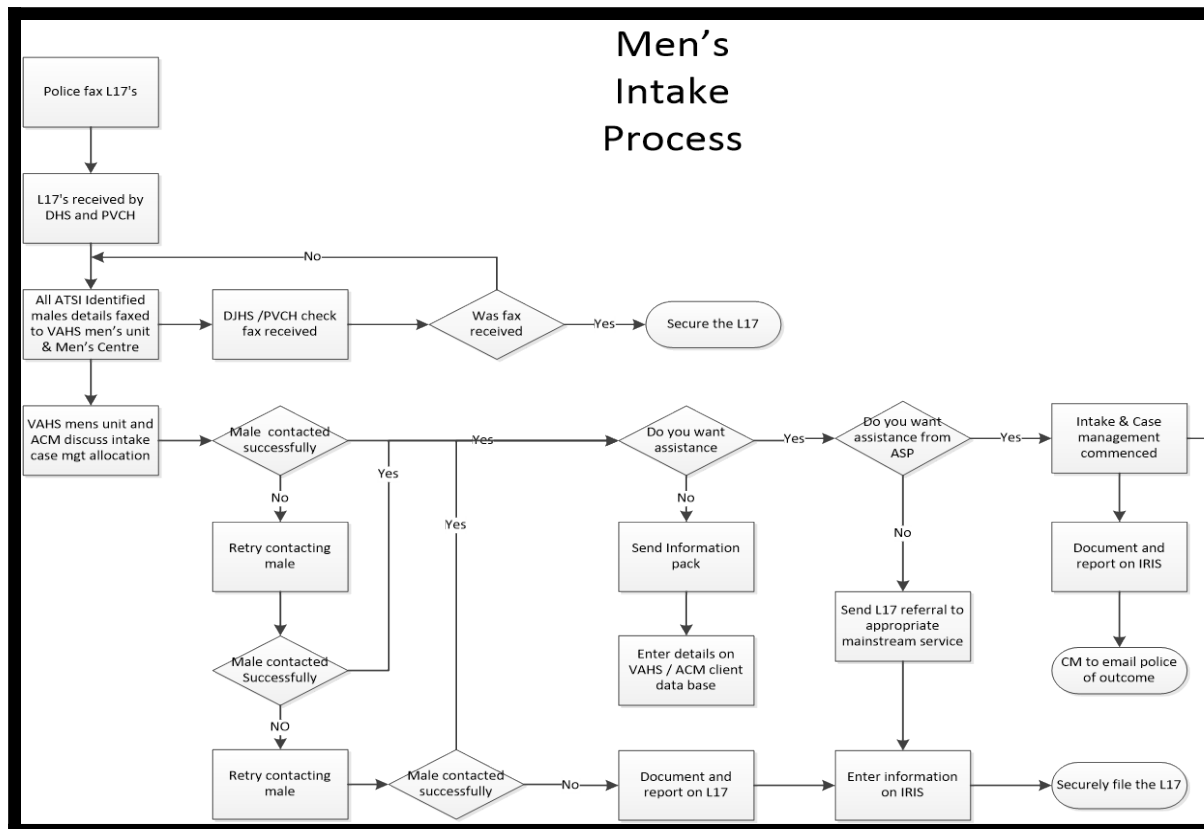 Men's
Intake
Process
Police fax L17's
L17's received by
DHS and PVCH
No
All ATSI Identified
males details faxed
to VAHS men's unit
& Men's Centre
DJHS /PVCH check
fax received
Was fax
received
Yes
Secure the L17
VAHS mens unit and
ACM discuss intake
case mgt allocation
Male contacted
successfully
Yes
Do you want
assistance
Yes
Do you want
assistance from
ASP
Yes
Intake & Case
management
commenced
Yes
No
No
Yes
No
Retry contacting
male
Send Information
pack
Document and
report on IRIS
Send L17 referral to
appropriate
mainstream service
Male contacted
Successfully
Enter details on
VAHS / ACM client
data base
CM to email police
of outcome
NO
Retry contacting
male
Male contacted
successfully
No
Document and
report on L17
Enter information
on IRIS
Securely file the L17